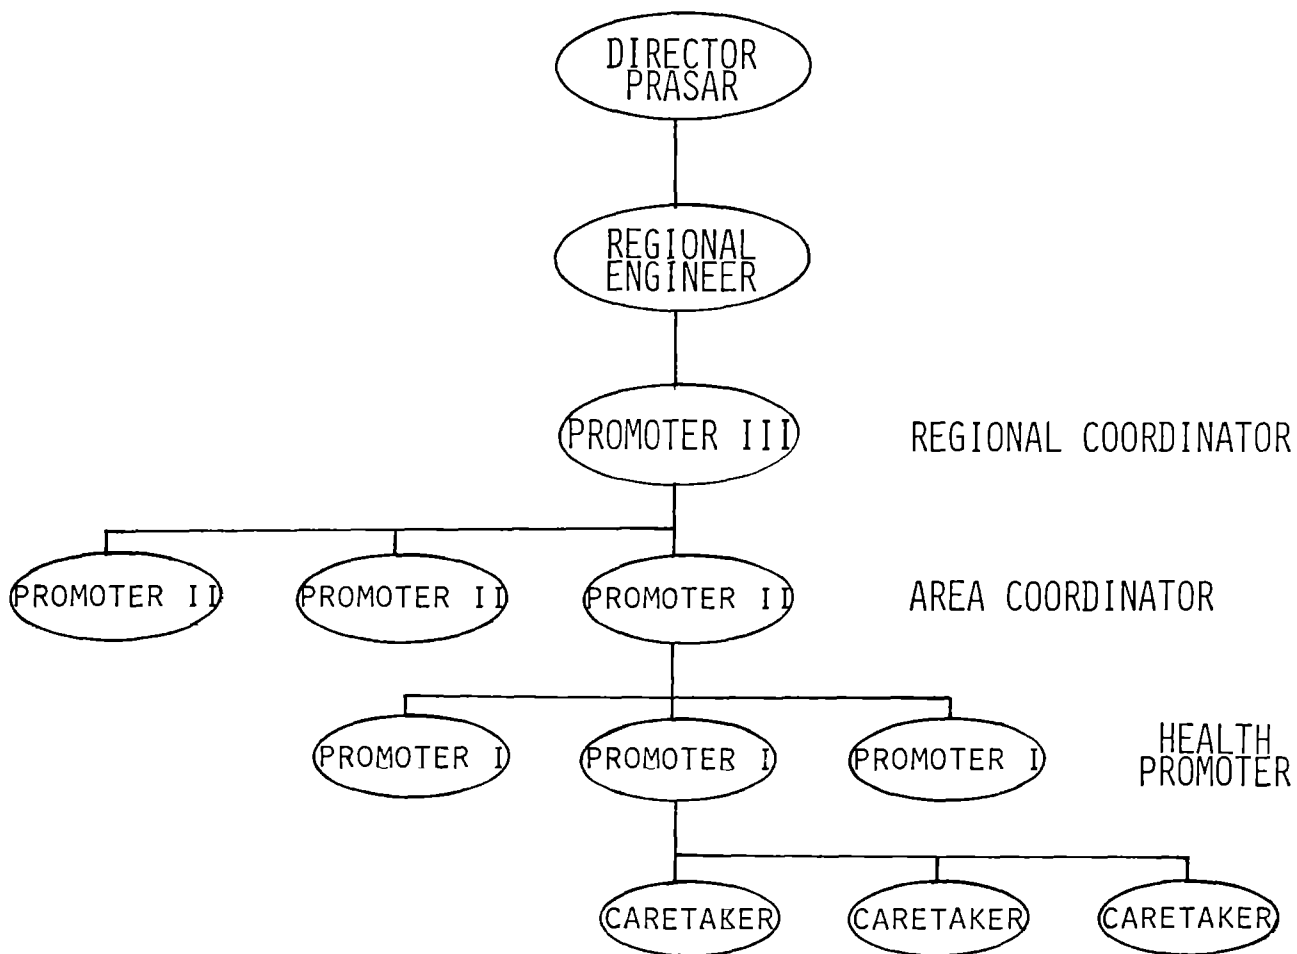 DIRECTOR
PRASAR
REGIONAL
ENGINEER
PROMOTER III
REGIONAL COORDINATOR
PROMOTER II
PROMOTER II
PROMOTER II
AREA COORDINATOR
PROMOTER I
PROMOTER I
PROMOTER I
HEALTH
PROMOTER
CARETAKER
CARETAKER
CARETAKER